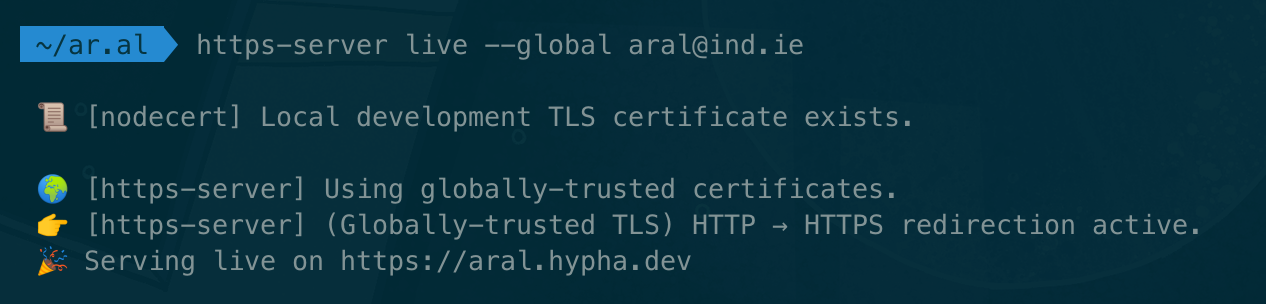 ~/ar.al https-server live --global aral@ind.ie
📜 [nodecert] Local development TLS certificate exists.
🌍 [https-server] Using globally-trusted certificates.
👉 [https-server] (Globally-trusted TLS) HTTP → HTTPS redirection active.
🎉 Serving live on https://aral.hypha.dev